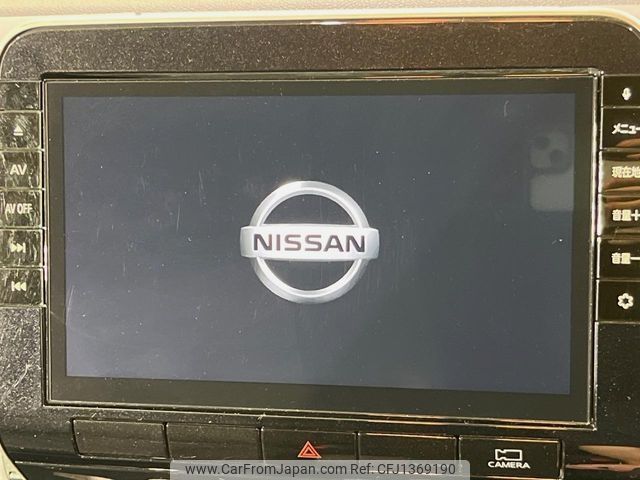 メニュー
AV
現在地
AV OFF
音量＋
NISSAN
音量－
CAMERA
www.CarFromJapan.com | Ref. No: CFJ1369190